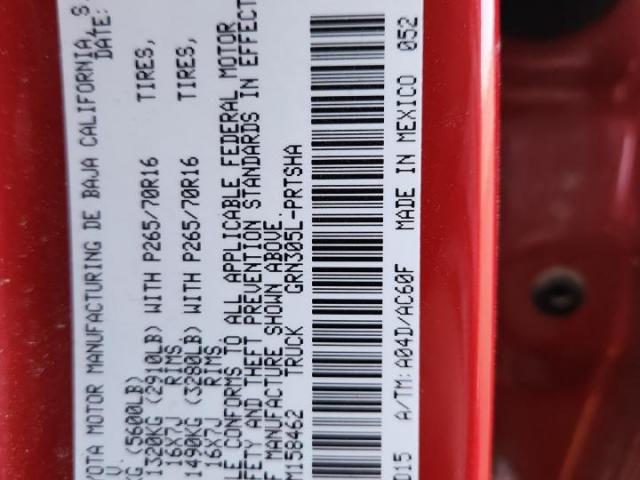 YOTA MOTOR MANUFACTURING DE BAJA CALIFORNIA, S.
DATE:
KG (5600LB)
1320KG (2910LB) WITH P265/70R16 TIRES,
16X7J RIMS,
1490KG (3280LB) WITH P265/70R16 TIRES,
16X7J RIMS.
LE CONFORMS TO ALL APPLICABLE FEDERAL MOTOR
FETY AND THEFT PREVENTION STANDARDS IN EFFECT
F MANUFACTURE SHOWN ABOVE.
M158462 TRUCK GRN305L-PRTSHA
D15 A/TM:A04D/AC60F MADE IN MEXICO 052